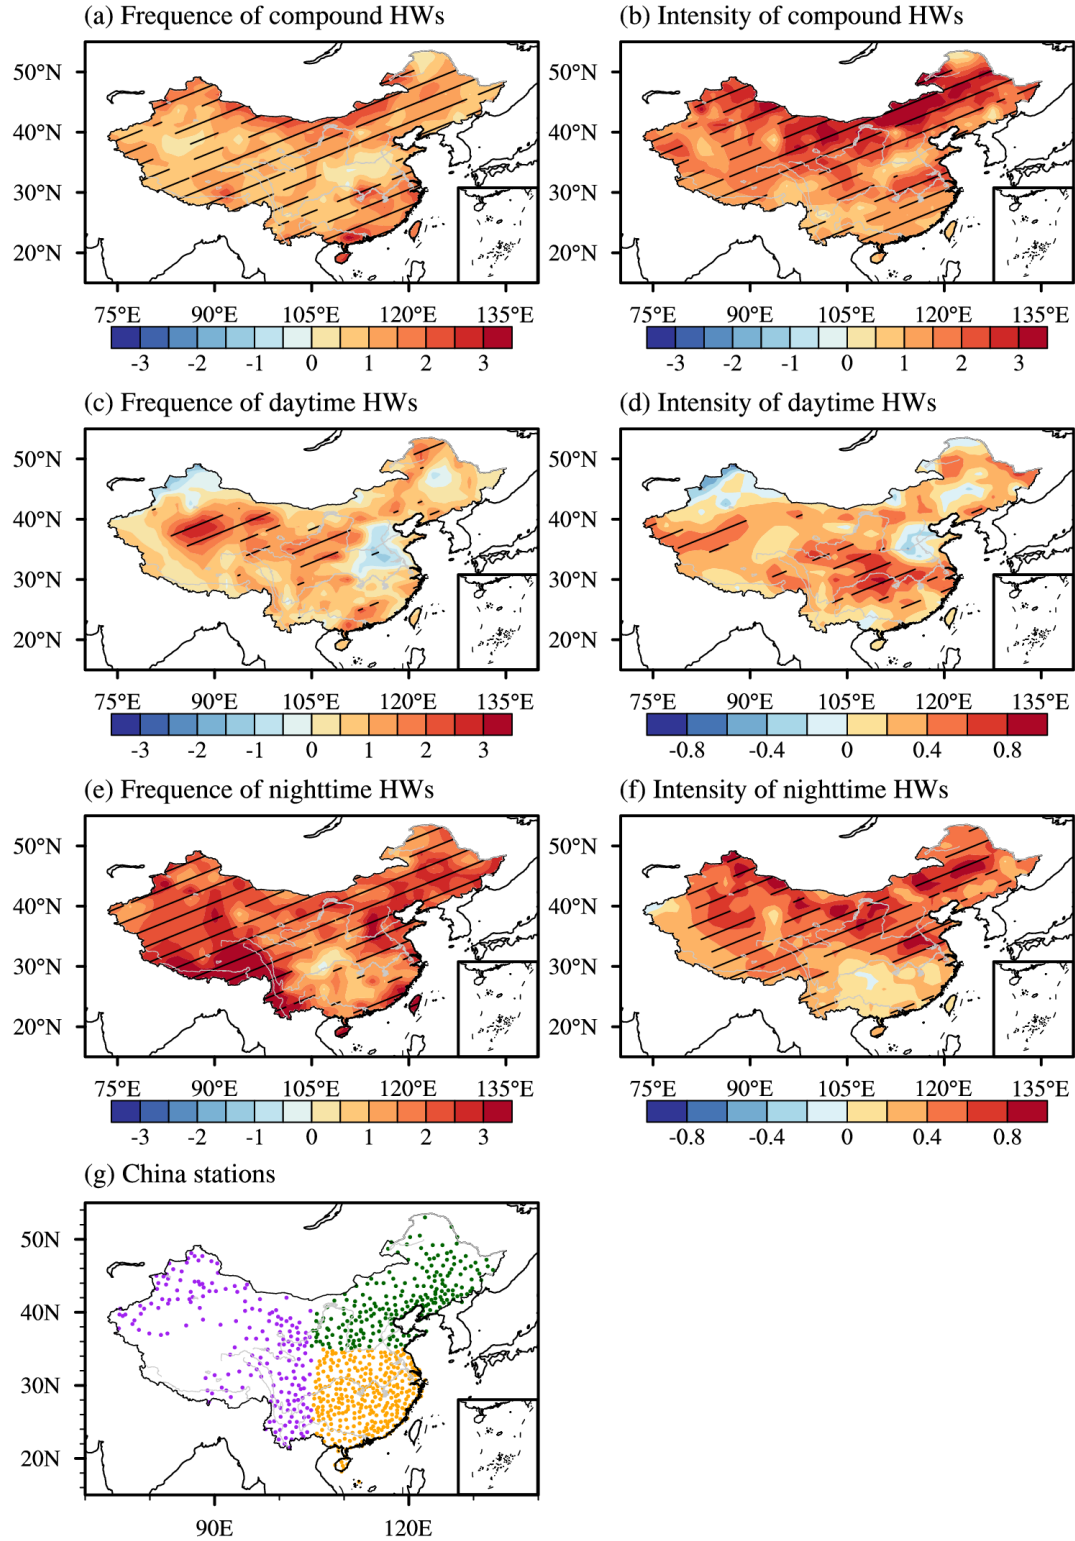 (a) Frequence of compound HWs
(b) Intensity of compound HWs
50°N
40°N
30°N
20°N
50°N
40°N
30°N
20°N
75°E 90°E 105°E 120°E 135°E
75°E 90°E 105°E 120°E 135°E
-3 -2 -1 0 1 2 3
-3 -2 -1 0 1 2 3
(c) Frequence of daytime HWs
(d) Intensity of daytime HWs
50°N
40°N
30°N
20°N
50°N
40°N
30°N
20°N
75°E 90°E 105°E 120°E 135°E
75°E 90°E 105°E 120°E 135°E
-3 -2 -1 0 1 2 3
-0.8 -0.4 0 0.4 0.8
(e) Frequence of nighttime HWs
(f) Intensity of nighttime HWs
50°N
40°N
30°N
20°N
50°N
40°N
30°N
20°N
75°E 90°E 105°E 120°E 135°E
75°E 90°E 105°E 120°E 135°E
-3 -2 -1 0 1 2 3
-0.8 -0.4 0 0.4 0.8
(g) China stations
50N
40N
30N
20N
90E 120E